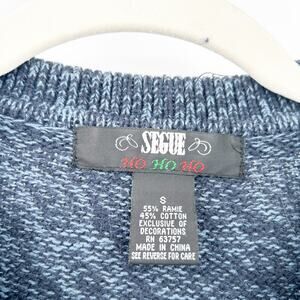 SEGUE
HO HO HO
S
55% RAMIE
45% COTTON
EXCLUSIVE OF
DECORATIONS
RN 63757
MADE IN CHINA
SEE REVERSE FOR CARE